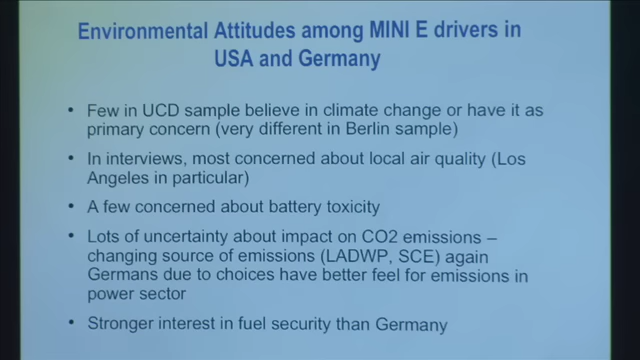 Environmental Attitudes among MINI E drivers in
USA and Germany
• Few in UCD sample believe in climate change or have it as
primary concern (very different in Berlin sample)
• In interviews, most concerned about local air quality (Los
Angeles in particular)
• A few concerned about battery toxicity
• Lots of uncertainty about impact on CO2 emissions –
changing source of emissions (LADWP, SCE) again
Germans due to choices have better feel for emissions in
power sector
• Stronger interest in fuel security than Germany